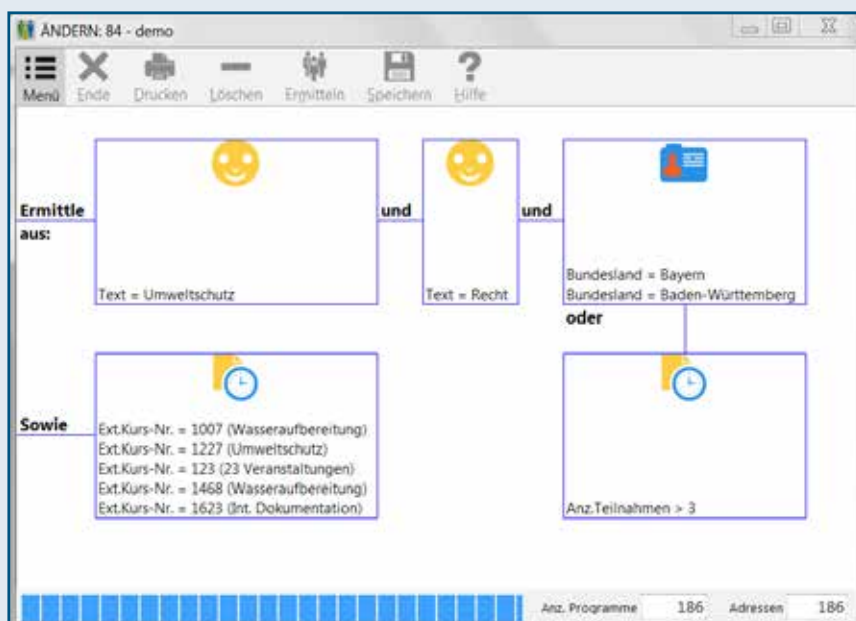 ÄNDERN: 84 - demo
Menü Ende Drucken Löschen Ermitteln Speichern Hilfe
Ermittle aus:
Text = Umweltschutz
und
Text = Recht
und
Bundesland = Bayern
Bundesland = Baden-Württemberg
oder
Anz.Teilnahmen > 3
Sowie
Ext.Kurs-Nr. = 1007 (Wasseraufbereitung)
Ext.Kurs-Nr. = 1227 (Umweltschutz)
Ext.Kurs-Nr. = 123 (23 Veranstaltungen)
Ext.Kurs-Nr. = 1468 (Wasseraufbereitung)
Ext.Kurs-Nr. = 1623 (Int. Dokumentation)
Anz. Programme 186 Adressen 186